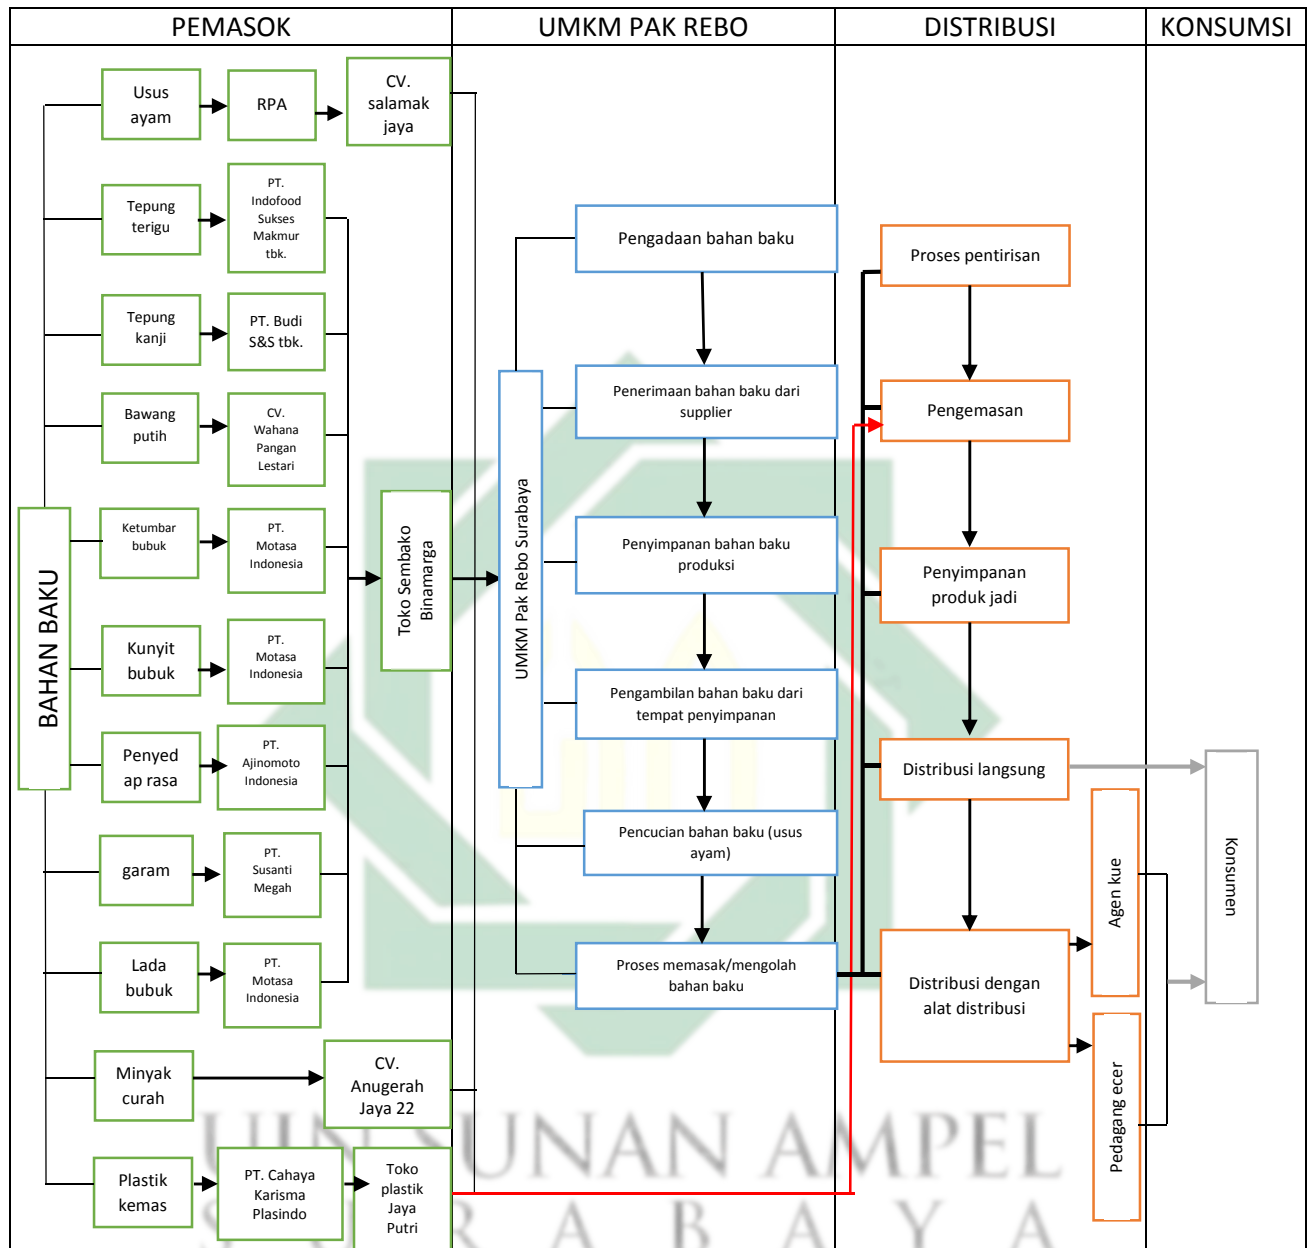 PEMASOK
UMKM PAK REBO
DISTRIBUSI
KONSUMSI
BAHAN BAKU
Usus
ayam
RPA
CV.
salamak
jaya
Tepung
terigu
PT.
Indofood
Sukses
Makmur
tbk.
Tepung
kanji
PT. Budi
S&S tbk.
Bawang
putih
CV.
Wahana
Pangan
Lestari
Ketumbar
bubuk
PT.
Motasa
Indonesia
Kunyit
bubuk
PT.
Motasa
Indonesia
Penyed
ap rasa
PT.
Ajinomoto
Indonesia
garam
PT.
Susanti
Megah
Lada
bubuk
PT.
Motasa
Indonesia
Minyak
curah
CV.
Anugerah
Jaya 22
Plastik
kemas
PT. Cahaya
Karisma
Plasindo
Toko
plastik
Jaya
Putri
Toko Sembako
Binamarga
UMKM Pak Rebo Surabaya
Pengadaan bahan baku
Penerimaan bahan baku dari
supplier
Penyimpanan bahan baku
produksi
Pengambilan bahan baku dari
tempat penyimpanan
Pencucian bahan baku (usus
ayam)
Proses memasak/mengolah
bahan baku
Proses pentirisan
Pengemasan
Penyimpanan
produk jadi
Distribusi langsung
Distribusi dengan
alat distribusi
Agen kue
Pedagang ecer
Konsumen
UIN SUNAN AMPEL
SURABAYA